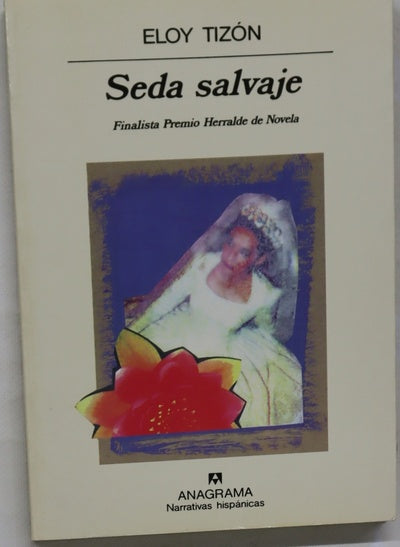 ELOY TIZÓN
Seda salvaje
Finalista Premio Herralde de Novela
ANAGRAMA
Narrativas hispánicas